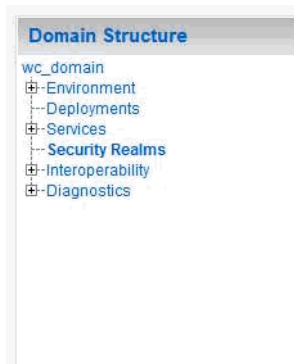 Domain Structure
wc_domain
Environment
Deployments
Services
Security Realms
Interoperability
Diagnostics